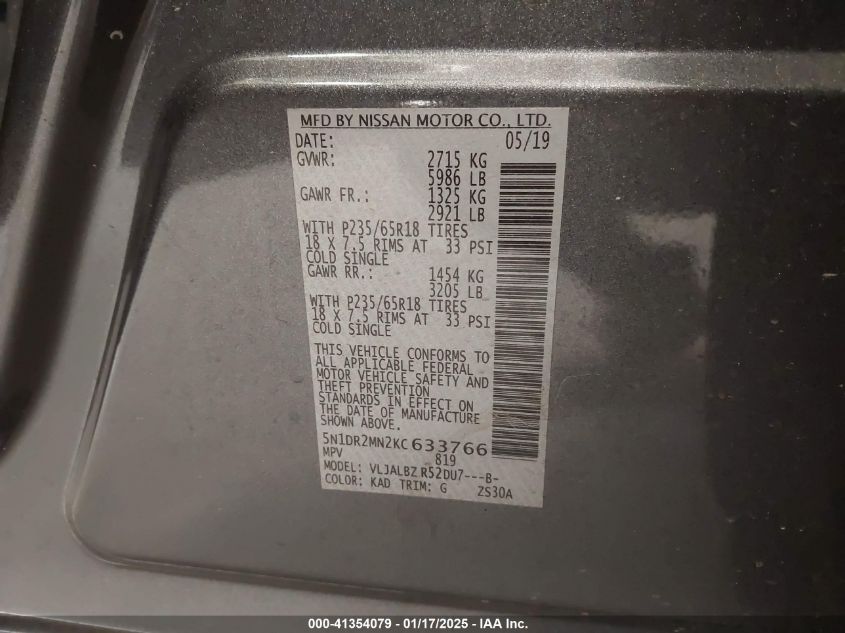 MFD BY NISSAN MOTOR CO., LTD.
DATE: 05/19
GVWR: 2715 KG
5986 LB
GAWR FR.: 1325 KG
2921 LB
WITH P235/65R18 TIRES
18 X 7.5 RIMS AT 33 PSI
COLD SINGLE
GAWR RR.: 1454 KG
3205 LB
WITH P235/65R18 TIRES
18 X 7.5 RIMS AT 33 PSI
COLD SINGLE
THIS VEHICLE CONFORMS TO
ALL APPLICABLE FEDERAL
MOTOR VEHICLE SAFETY AND
THEFT PREVENTION
STANDARDS IN EFFECT ON
THE DATE OF MANUFACTURE
SHOWN ABOVE.
5N1DR2MN2KC633766
MPV 819
MODEL: VLJALBZ R52DU7---B-
COLOR: KAD TRIM: G ZS30A
000-41354079 - 01/17/2025 - IAA Inc.